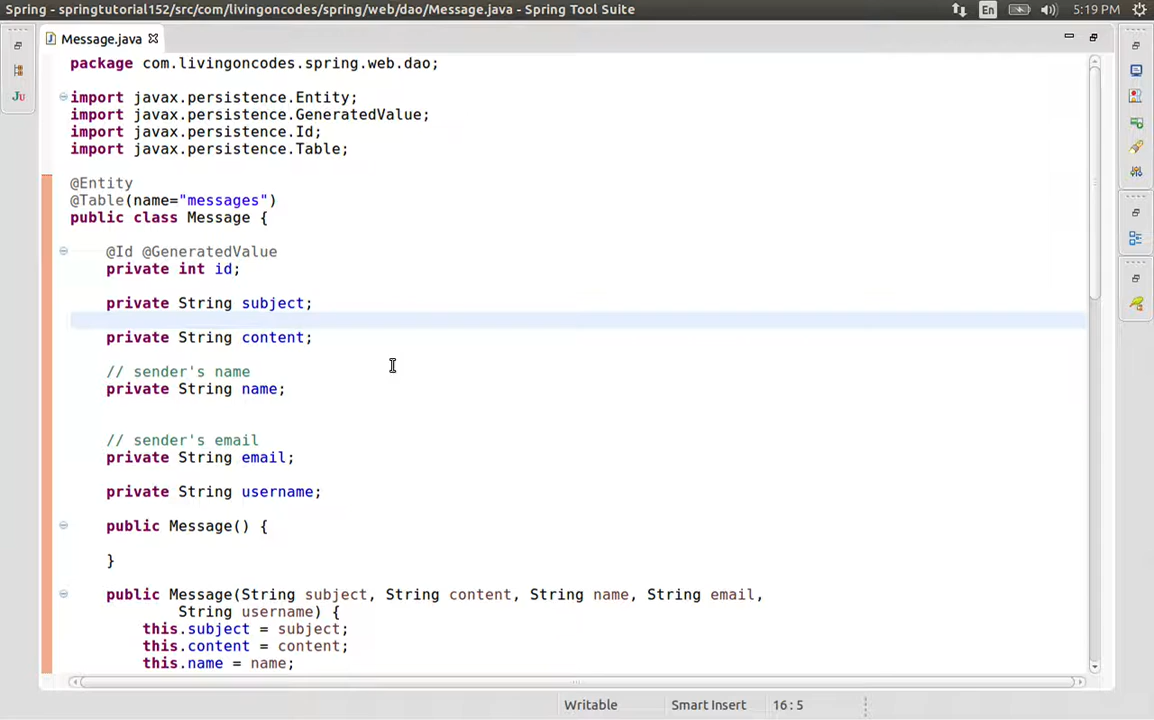 Spring - springtutorial152/src/com/livingoncodes/spring/web/dao/Message.java - Spring Tool Suite
En
5:19 PM
Message.java
package com.livingoncodes.spring.web.dao;
import javax.persistence.Entity;
import javax.persistence.GeneratedValue;
import javax.persistence.Id;
import javax.persistence.Table;
@Entity
@Table(name="messages")
public class Message {
@Id @GeneratedValue
private int id;
private String subject;
private String content;
// sender's name
private String name;
// sender's email
private String email;
private String username;
public Message() {
}
public Message(String subject, String content, String name, String email,
String username) {
this.subject = subject;
this.content = content;
this.name = name;
Writable
Smart Insert
16:5
JU